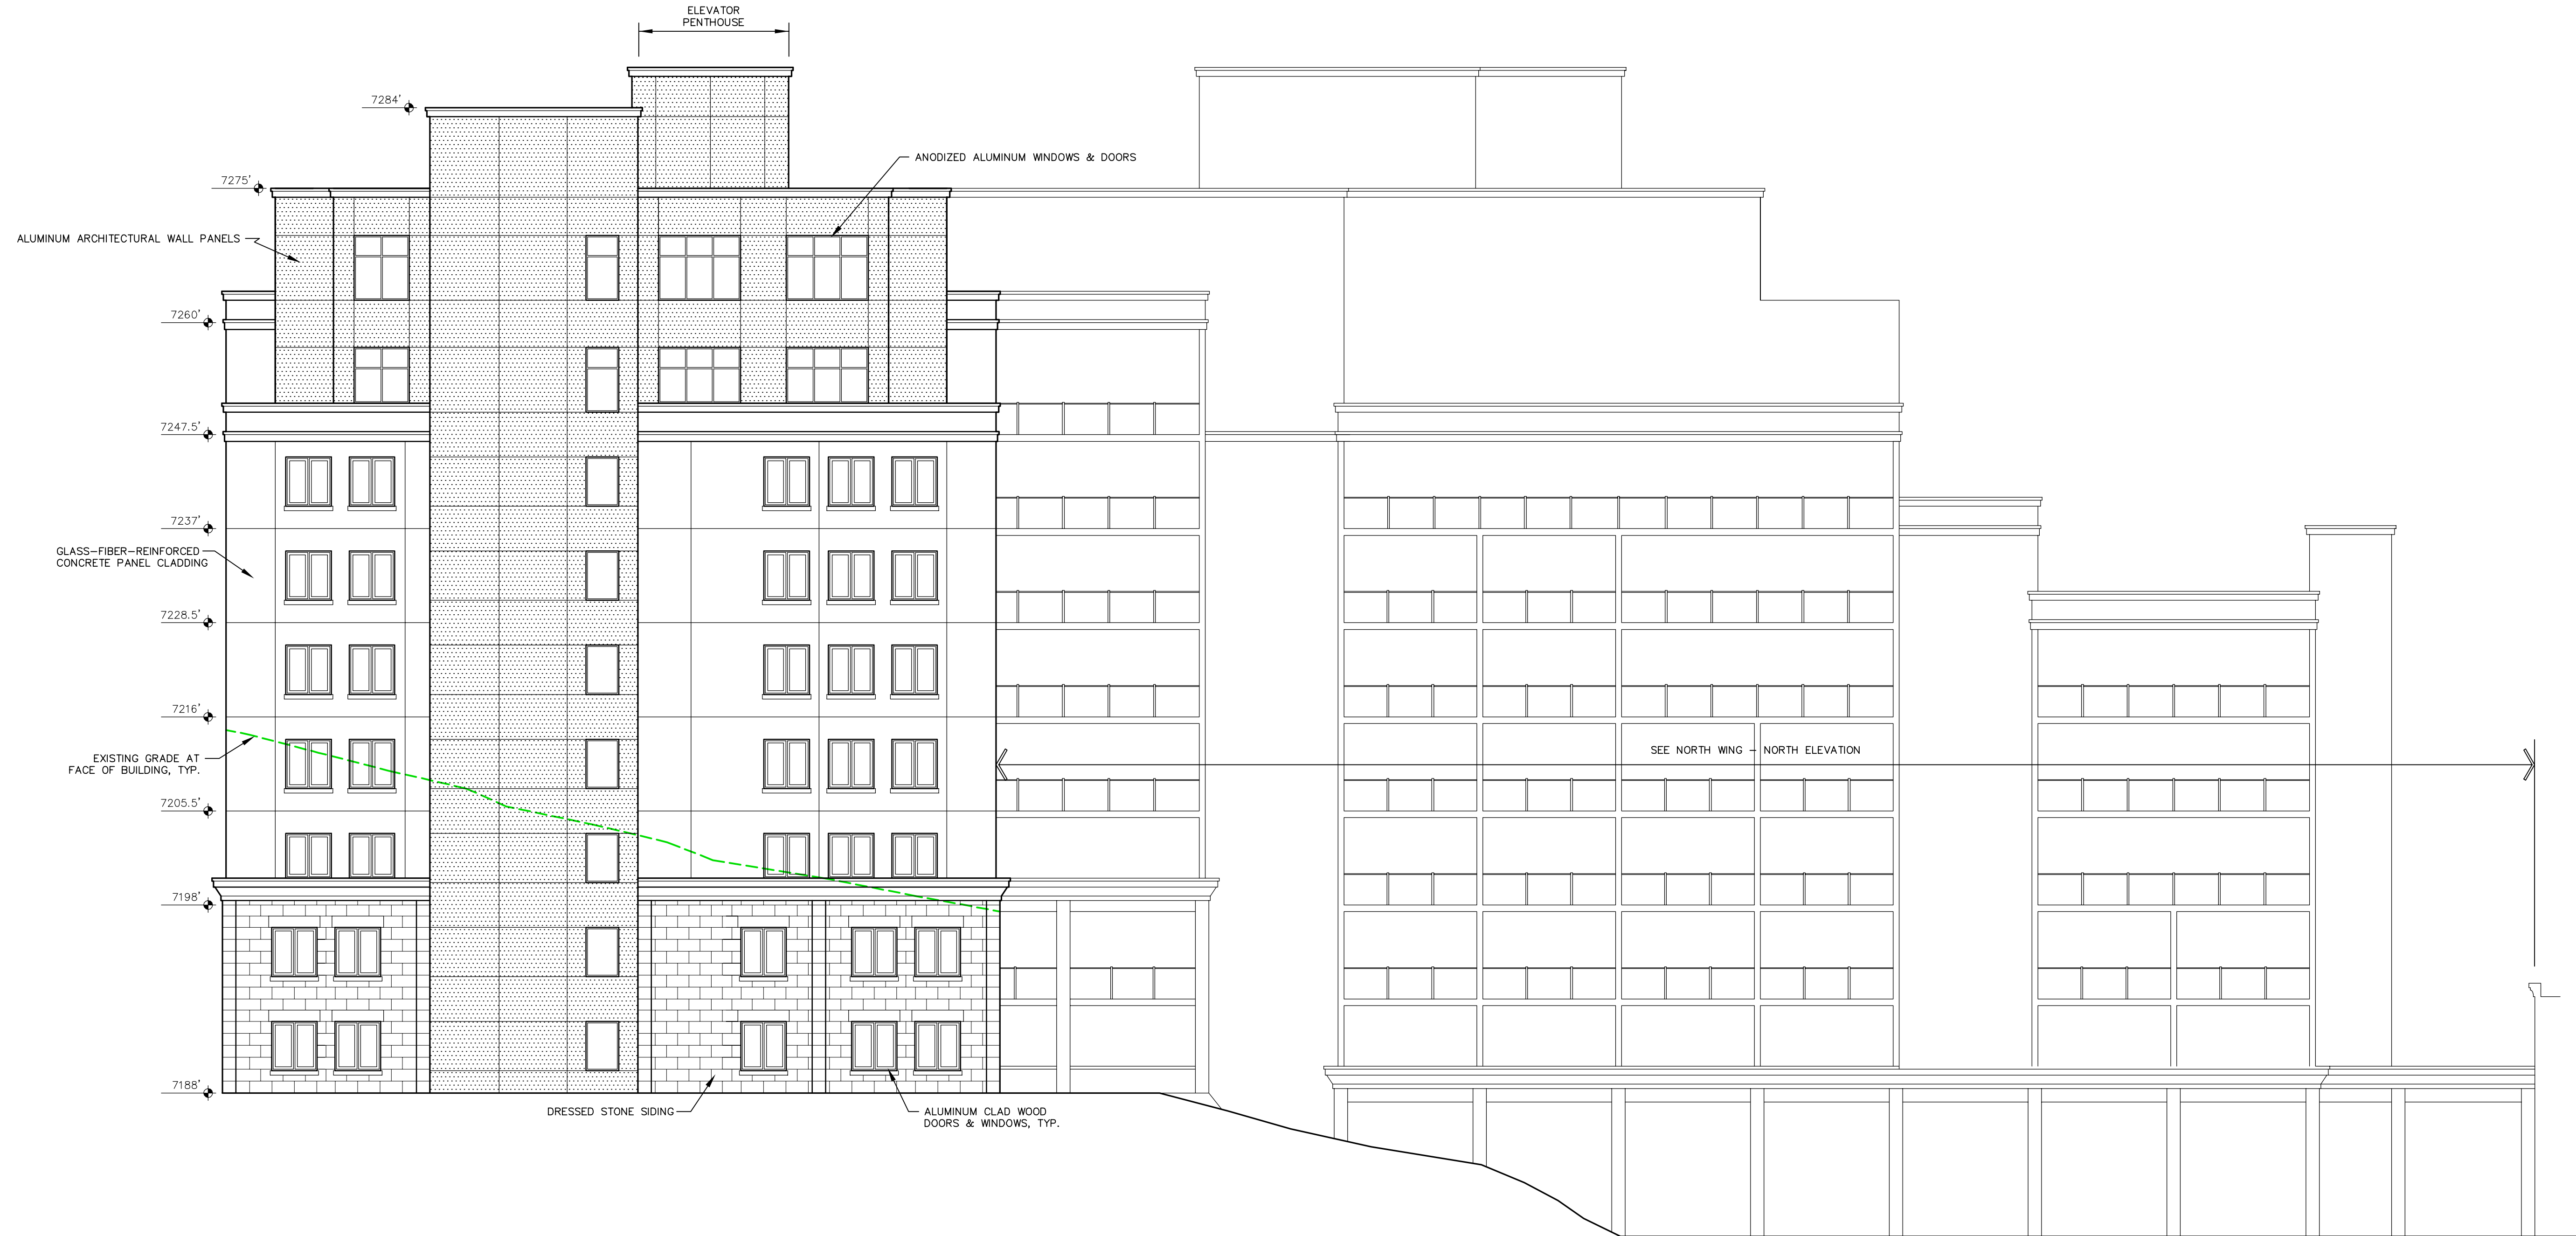 ELEVATOR
PENTHOUSE
7284'
ANODIZED ALUMINUM WINDOWS & DOORS
7275'
ALUMINUM ARCHITECTURAL WALL PANELS
7260'
7247.5'
7237'
GLASS-FIBER-REINFORCED
CONCRETE PANEL CLADDING
7228.5'
7216'
SEE NORTH WING - NORTH ELEVATION
EXISTING GRADE AT
FACE OF BUILDING, TYP.
7205.5'
7198'
7188'
DRESSED STONE SIDING
ALUMINUM CLAD WOOD
DOORS & WINDOWS, TYP.